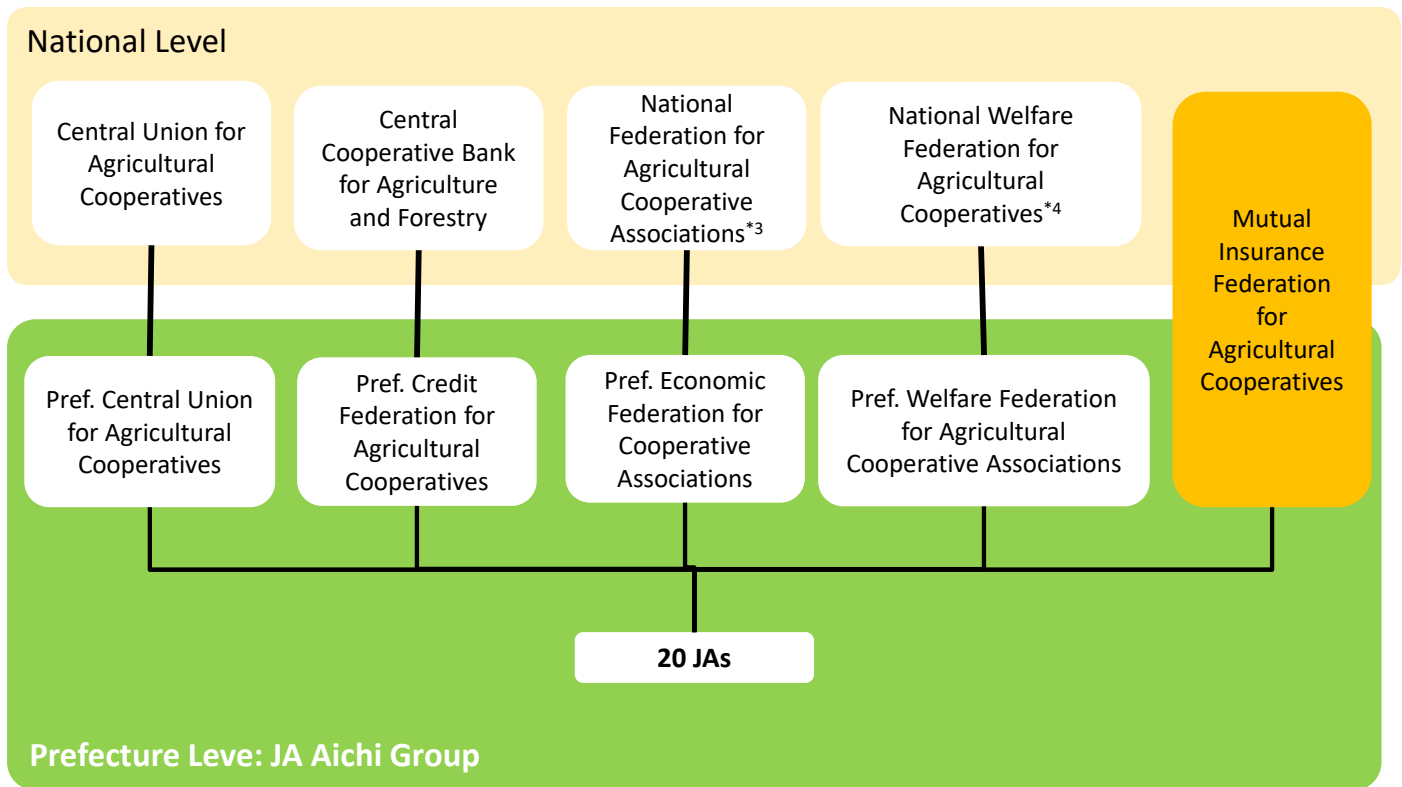 National Level
Central Union for
Agricultural
Cooperatives
Central
Cooperative Bank
for Agriculture
and Forestry
National
Federation for
Agricultural
Cooperative
Associations*3
National Welfare
Federation for
Agricultural
Cooperatives*4
Mutual
Insurance
Federation
for
Agricultural
Cooperatives
Pref. Central Union
for Agricultural
Cooperatives
Pref. Credit
Federation for
Agricultural
Cooperatives
Pref. Economic
Federation for
Cooperative
Associations
Pref. Welfare Federation
for Agricultural
Cooperative Associations
20 JAs
Prefecture Leve: JA Aichi Group